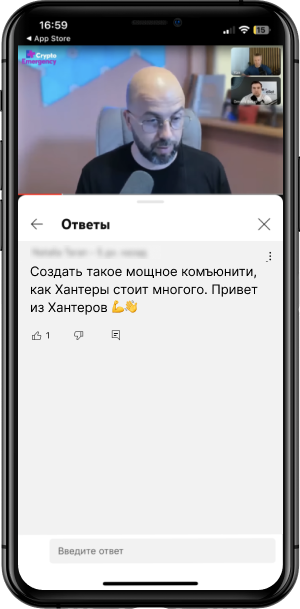 16:59
15
◀ App Store
Crypto
Emergency
Ответы
Создать такое мощное комъюнити,
как Хантеры стоит многого. Привет
из Хантеров 💪👏
1
Введите ответ